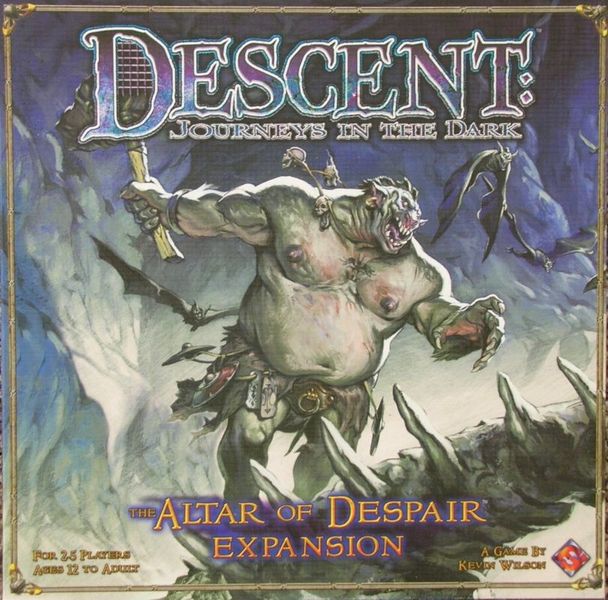 DESCENT:
JOURNEYS IN THE DARK
THE ALTAR OF DESPAIR™
EXPANSION
FOR 2-5 PLAYERS
AGES 12 TO ADULT
A GAME BY
KEVIN WILSON